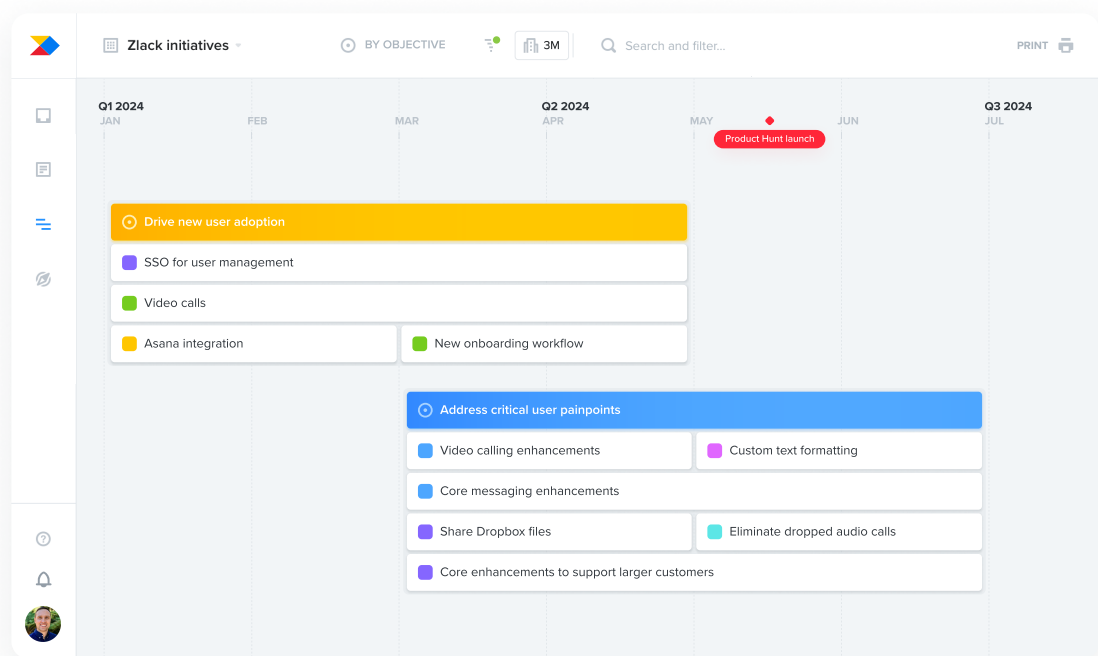 Zlack initiatives
BY OBJECTIVE
3M
Search and filter...
PRINT
Q1 2024
Q2 2024
Q3 2024
JAN
FEB
MAR
APR
MAY
JUN
JUL
Product Hunt launch
Drive new user adoption
SSO for user management
Video calls
Asana integration
New onboarding workflow
Address critical user painpoints
Video calling enhancements
Custom text formatting
Core messaging enhancements
Share Dropbox files
Eliminate dropped audio calls
Core enhancements to support larger customers
?